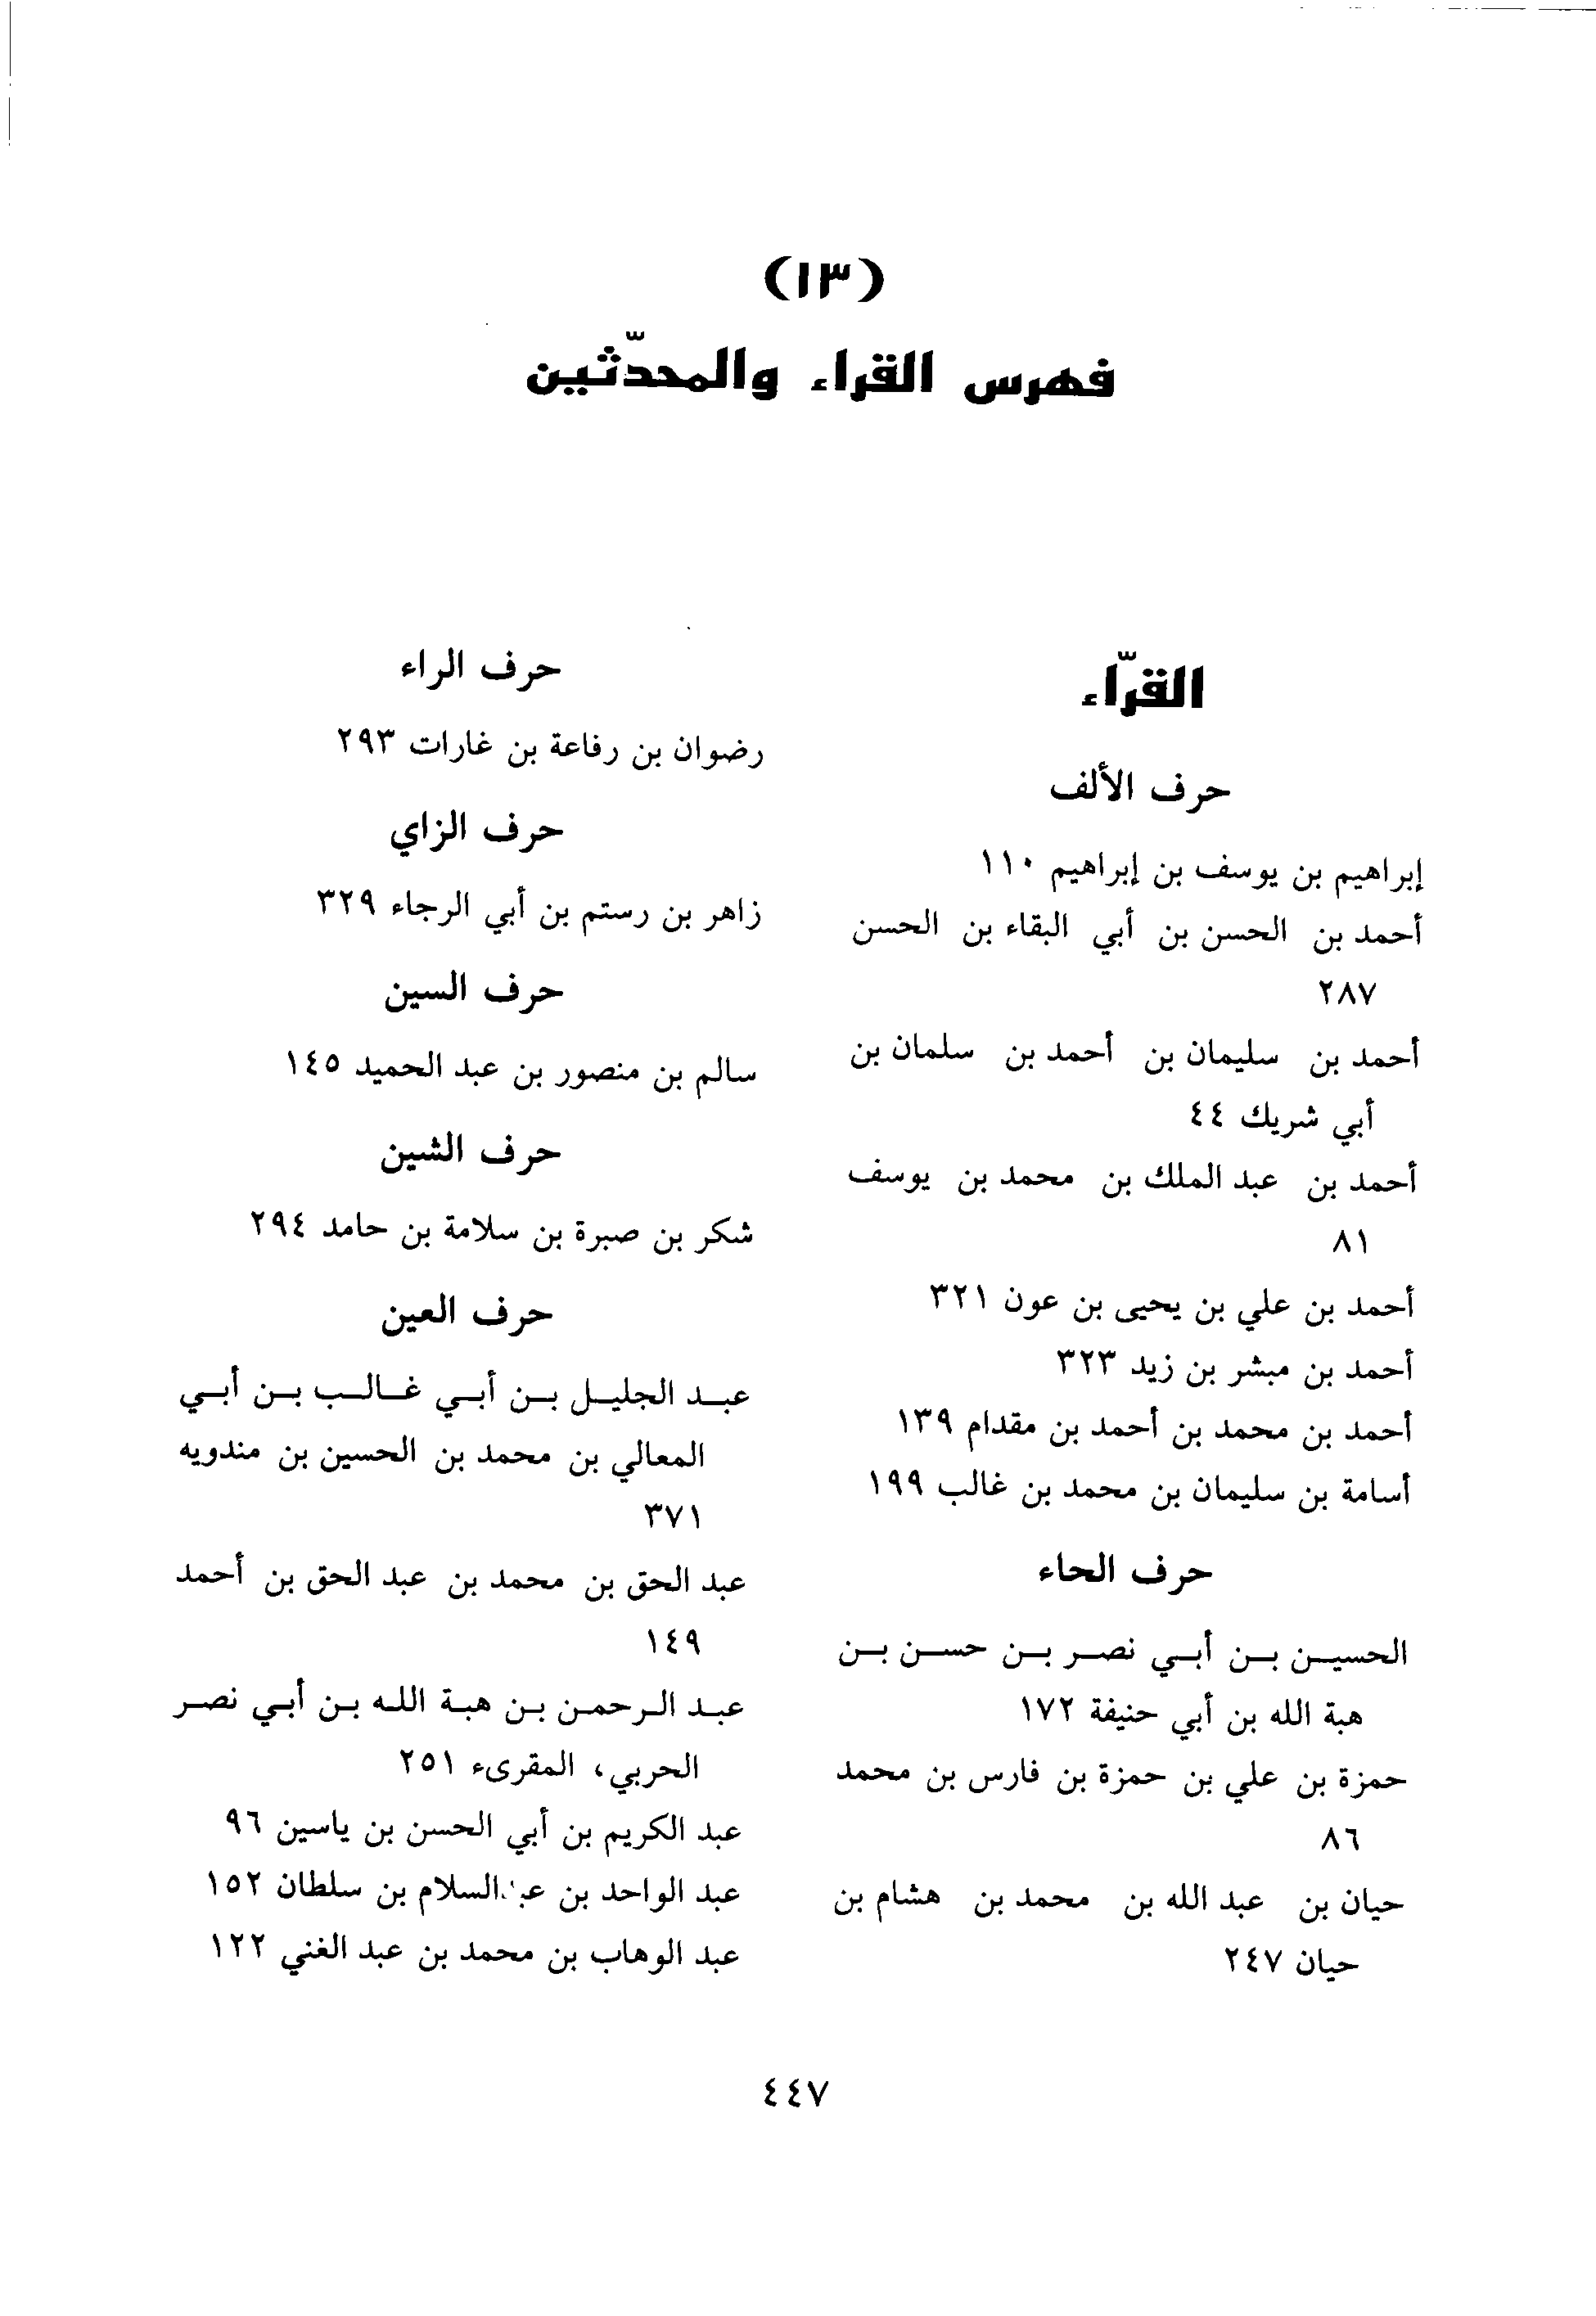 (١٣)
فهرس القراء والمحدّثين
القرّاء
حرف الألف
إبراهيم بن يوسف بن إبراهيم ١١٠
أحمد بن الحسن بن أبي البقاء بن الحسن
٢٨٧
أحمد بن سليمان بن أحمد بن سلمان بن
أبي شريك ٤٤
أحمد بن عبد الملك بن محمد بن يوسف
٨١
أحمد بن علي بن يحيى بن عون ٣٢١
أحمد بن مبشر بن زيد ٣٢٣
أحمد بن محمد بن أحمد بن مقدام ١٣٩
أسامة بن سليمان بن محمد بن غالب ١٩٩
حرف الحاء
الحسين بن أبي نصر بن حسن بن
هبة الله بن أبي حنيفة ١٧٢
حمزة بن علي بن حمزة بن فارس بن محمد
٨٦
حيان بن عبد الله بن محمد بن هشام بن
حيان ٢٤٧
حرف الراء
رضوان بن رفاعة بن غارات ٢٩٣
حرف الزاي
زاهر بن رستم بن أبي الرجاء ٣٢٩
حرف السين
سالم بن منصور بن عبد الحميد ١٤٥
حرف الشين
شكر بن صبرة بن سلامة بن حامد ٢٩٤
حرف العين
عبد الجليل بن أبي غالب بن أبي
المعالي بن محمد بن الحسين بن مندويه
٣٧١
عبد الحق بن محمد بن عبد الحق بن أحمد
١٤٩
عبد الرحمن بن هبة الله بن أبي نصر
الحربي، المقرىء ٢٥١
عبد الكريم بن أبي الحسن بن ياسين ٩٦
عبد الواحد بن عبد السلام بن سلطان ١٥٢
عبد الوهاب بن محمد بن عبد الغني ١٢٢
٤٤٧